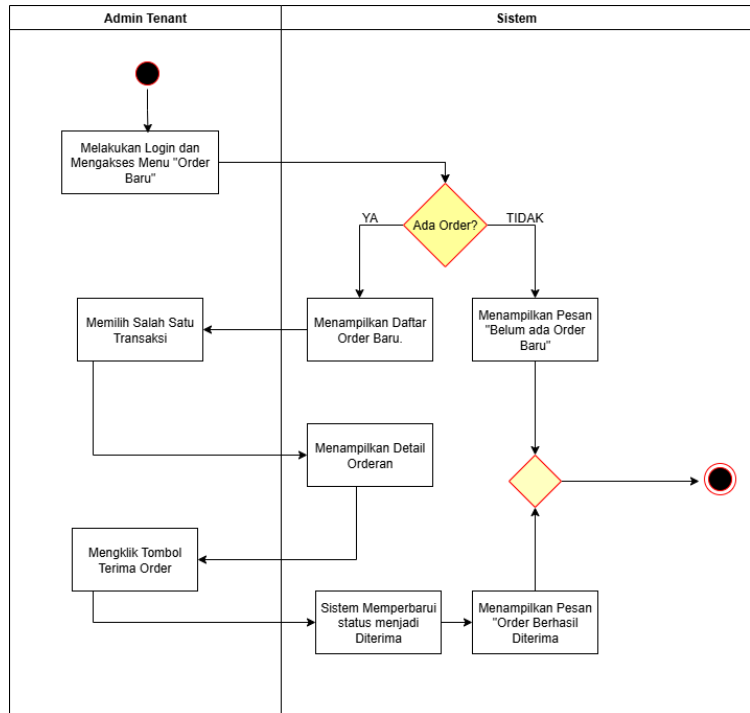 Admin Tenant
Sistem
Melakukan Login dan
Mengakses Menu "Order
Baru"
Ada Order?
YA
TIDAK
Memilih Salah Satu
Transaksi
Menampilkan Daftar
Order Baru.
Menampilkan Pesan
"Belum ada Order
Baru"
Menampilkan Detail
Orderan
Mengklik Tombol
Terima Order
Sistem Memperbarui
status menjadi
Diterima
Menampilkan Pesan
"Order Berhasil
Diterima